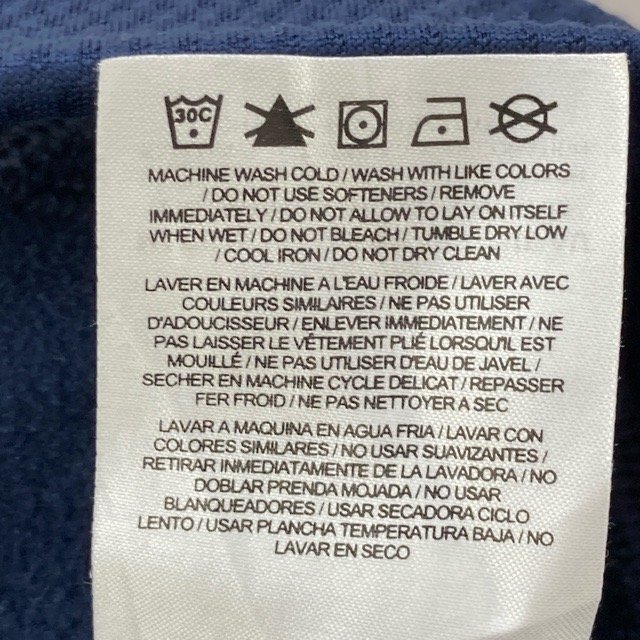 30C
MACHINE WASH COLD / WASH WITH LIKE COLORS
/ DO NOT USE SOFTENERS / REMOVE
IMMEDIATELY / DO NOT ALLOW TO LAY ON ITSELF
WHEN WET / DO NOT BLEACH / TUMBLE DRY LOW
/ COOL IRON / DO NOT DRY CLEAN
LAVER EN MACHINE A L'EAU FROIDE / LAVER AVEC
COULEURS SIMILAIRES / NE PAS UTILISER
D'ADOUCISSEUR / ENLEVER IMMEDIATEMENT / NE
PAS LAISSER LE VÊTEMENT PLIÉ LORSQU'IL EST
MOUILLÉ / NE PAS UTILISER D'EAU DE JAVEL /
SECHER EN MACHINE CYCLE DELICAT / REPASSER
FER FROID / NE PAS NETTOYER A SEC
LAVAR A MAQUINA EN AGUA FRIA / LAVAR CON
COLORES SIMILARES / NO USAR SUAVIZANTES /
RETIRAR INMEDIATAMENTE DE LA LAVADORA / NO
DOBLAR PRENDA MOJADA / NO USAR
BLANQUEADORES / USAR SECADORA CICLO
LENTO / USAR PLANCHA TEMPERATURA BAJA / NO
LAVAR EN SECO